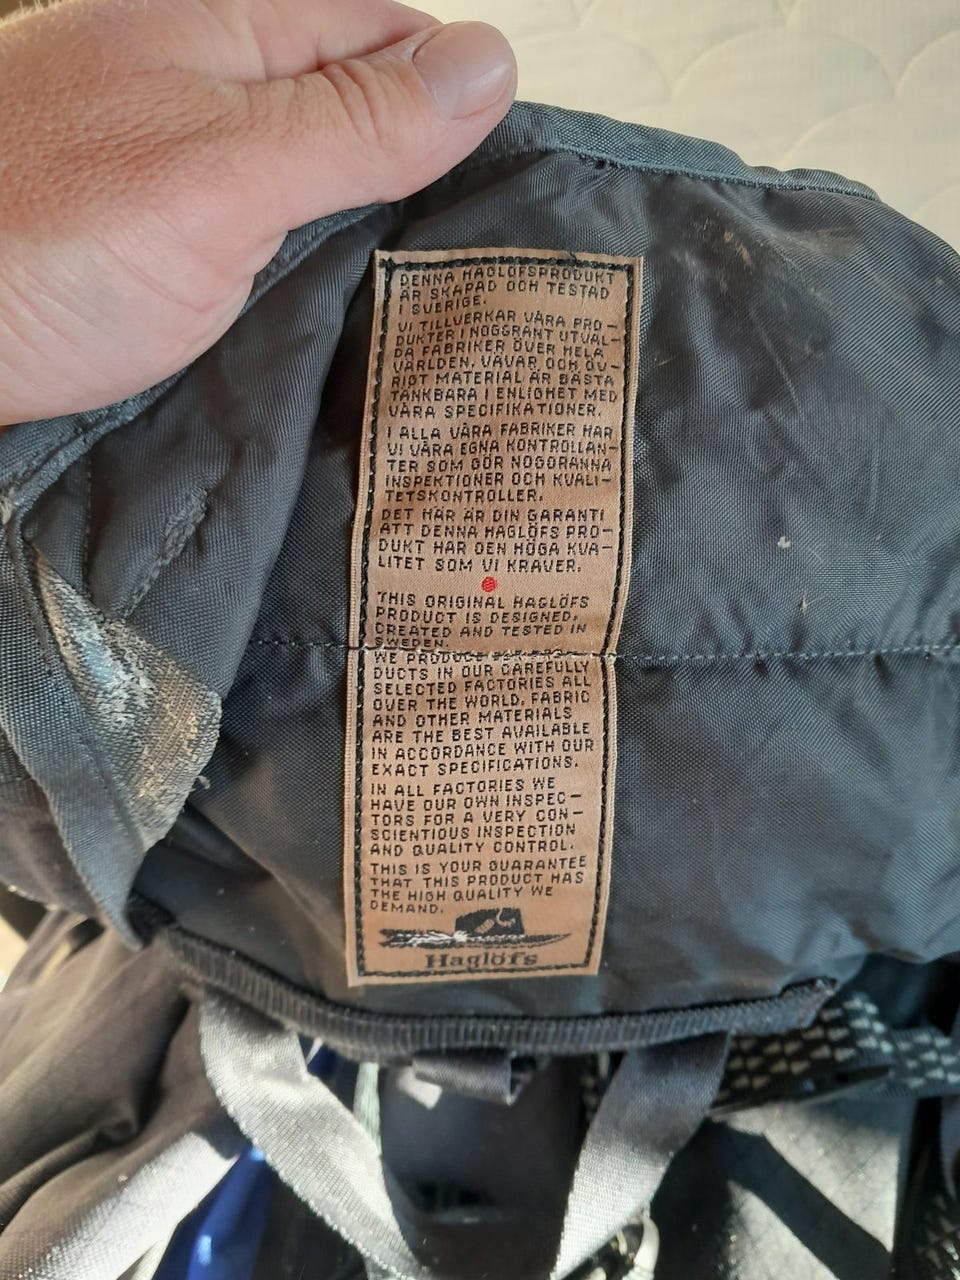 DENNA HAGLÖFSPRODUKT
ÄR SKAPAD OCH TESTAD
I SVERIGE.
VI TILLVERKAR VÅRA PRO-
DUKTER I NOGGRANT UTVAL-
DA FABRIKER ÖVER HELA
VÄRLDEN. VÄVAR OCH ÖV-
RIGT MATERIAL ÄR BÄSTA
TÄNKBARA I ENLIGHET MED
VÅRA SPECIFIKATIONER.
I ALLA VÅRA FABRIKER HAR
VI VÅRA EGNA KONTROLLAN-
TER SOM GÖR NOGGRANNA
INSPEKTIONER OCH KVALI-
TETSKONTROLLER.
DET HÄR ÄR DIN GARANTI
ATT DENNA HAGLÖFS PRO-
DUKT HAR DEN HÖGA KVA-
LITET SOM VI KRÄVER.
THIS ORIGINAL HAGLÖFS
PRODUCT IS DESIGNED,
CREATED AND TESTED IN
SWEDEN.
WE PRODUCE PRO-
DUCTS IN OUR CAREFULLY
SELECTED FACTORIES ALL
OVER THE WORLD. FABRIC
AND OTHER MATERIALS
ARE THE BEST AVAILABLE
IN ACCORDANCE WITH OUR
EXACT SPECIFICATIONS.
IN ALL FACTORIES WE
HAVE OUR OWN INSPEC-
TORS FOR A VERY CON-
SCIENTIOUS INSPECTION
AND QUALITY CONTROL.
THIS IS YOUR GUARANTEE
THAT THIS PRODUCT HAS
THE HIGH QUALITY WE
DEMAND.
Haglöfs